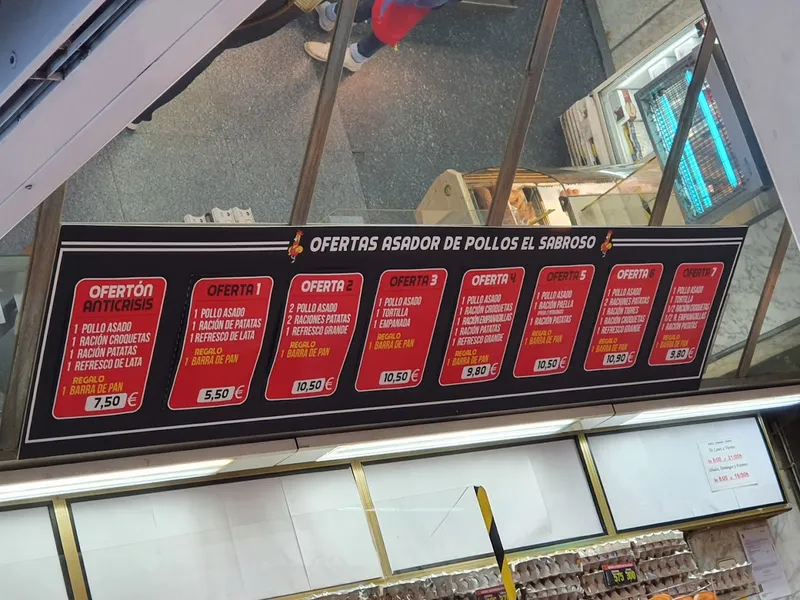 OFERTAS ASADOR DE POLLOS EL SABROSO
OFERTÓN
ANTICRISIS
1 POLLO ASADO
1 RACIÓN CROQUETAS
1 RACIÓN PATATAS
1 REFRESCO DE LATA
REGALO
1 BARRA DE PAN
7,50 €
OFERTA 1
1 POLLO ASADO
1 RACIÓN DE PATATAS
1 REFRESCO DE LATA
REGALO
1 BARRA DE PAN
5,50 €
OFERTA 2
2 POLLO ASADO
2 RACIONES PATATAS
1 REFRESCO GRANDE
REGALO
1 BARRA DE PAN
10,50 €
OFERTA 3
1 POLLO ASADO
1 TORTILLA
1 EMPANADA
REGALO
1 BARRA DE PAN
10,50 €
OFERTA 4
1 POLLO ASADO
1 RACIÓN CROQUETAS
1 RACIÓN EMPANADILLAS
1 RACIÓN PATATAS
1 REFRESCO GRANDE
REGALO
1 BARRA DE PAN
9,80 €
OFERTA 5
1 POLLO ASADO
1 RACIÓN PAELLA
1 RACIÓN PATATAS
REGALO
1 BARRA DE PAN
10,50 €
OFERTA 6
1 POLLO ASADO
2 RACIONES PATATAS
1 RACIÓN TIGRES
1 RACIÓN CROQUETAS
1 REFRESCO GRANDE
REGALO
1 BARRA DE PAN
10,90 €
OFERTA 7
1 POLLO ASADO
1 TORTILLA
1/2 RACIÓN CROQUETAS
1/2 EMPANADILLAS
1 RACIÓN PATATAS
REGALO
1 BARRA DE PAN
9,80 €